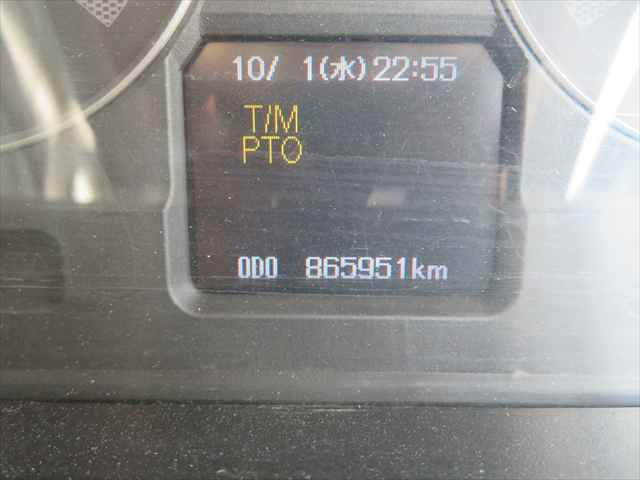 10/ 1(水)22:55
T/M
PTO
ODO 865951km